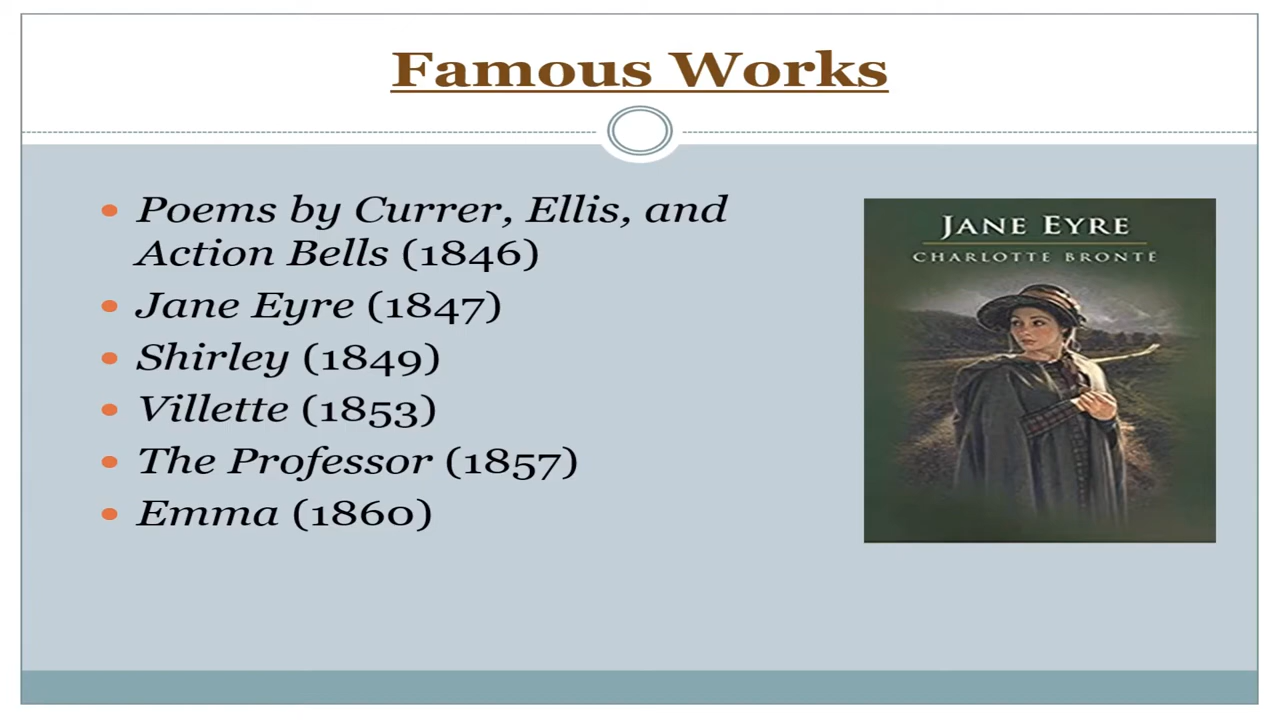 Famous Works
• Poems by Currer, Ellis, and
Action Bells (1846)
• Jane Eyre (1847)
• Shirley (1849)
• Villette (1853)
• The Professor (1857)
• Emma (1860)
JANE EYRE
CHARLOTTE BRONTË